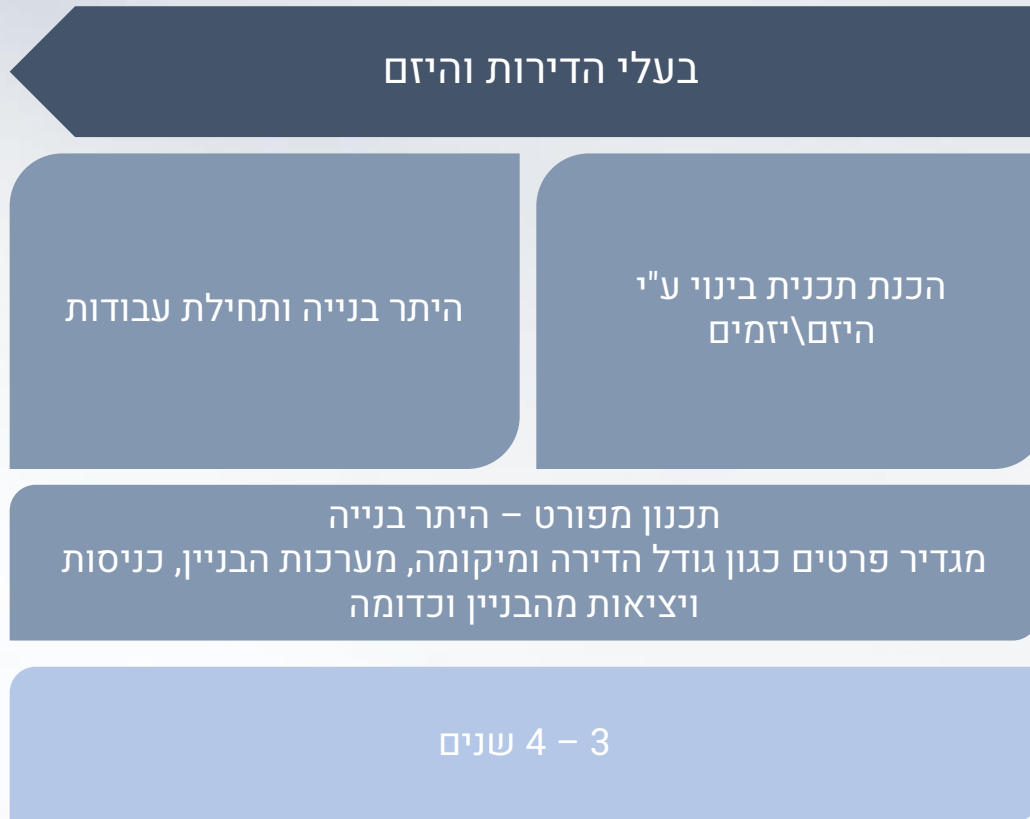 בעלי הדירות והיזם
הכנת תכנית בינוי ע"י
היזם\יזמים
היתר בנייה ותחילת עבודות
תכנון מפורט – היתר בנייה
מגדיר פרטים כגון גודל הדירה ומיקומה, מערכות הבניין, כניסות
ויציאות מהבניין וכדומה
3 – 4 שנים